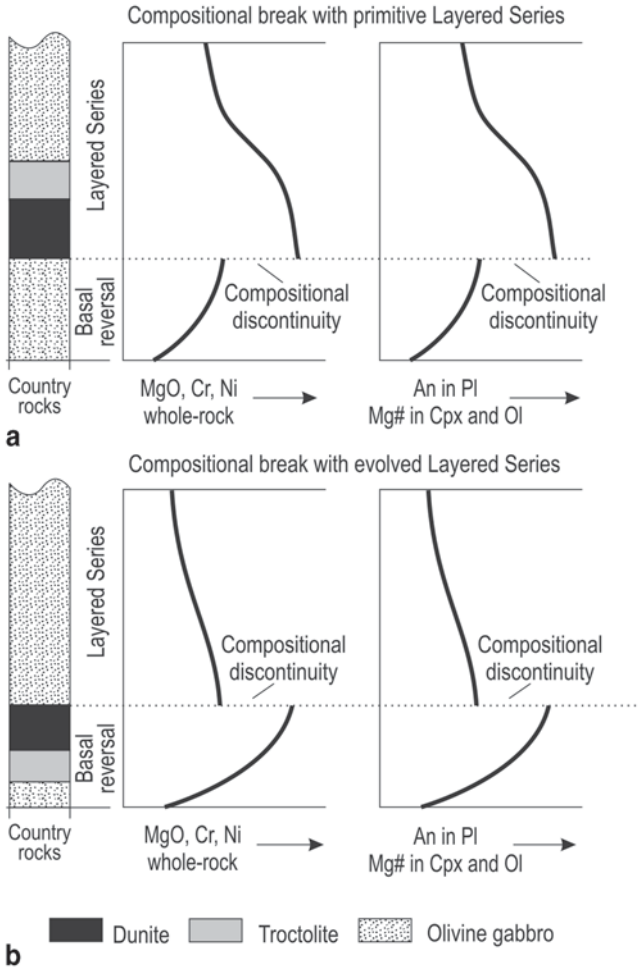 Compositional break with primitive Layered Series
Layered Series
Basal
reversal
Compositional
discontinuity
Compositional
discontinuity
Country
rocks
MgO, Cr, Ni
whole-rock
An in Pl
Mg# in Cpx and Ol
a
Compositional break with evolved Layered Series
Layered Series
Compositional
discontinuity
Compositional
discontinuity
Basal
reversal
Country
rocks
MgO, Cr, Ni
whole-rock
An in Pl
Mg# in Cpx and Ol
b
Dunite
Troctolite
Olivine gabbro